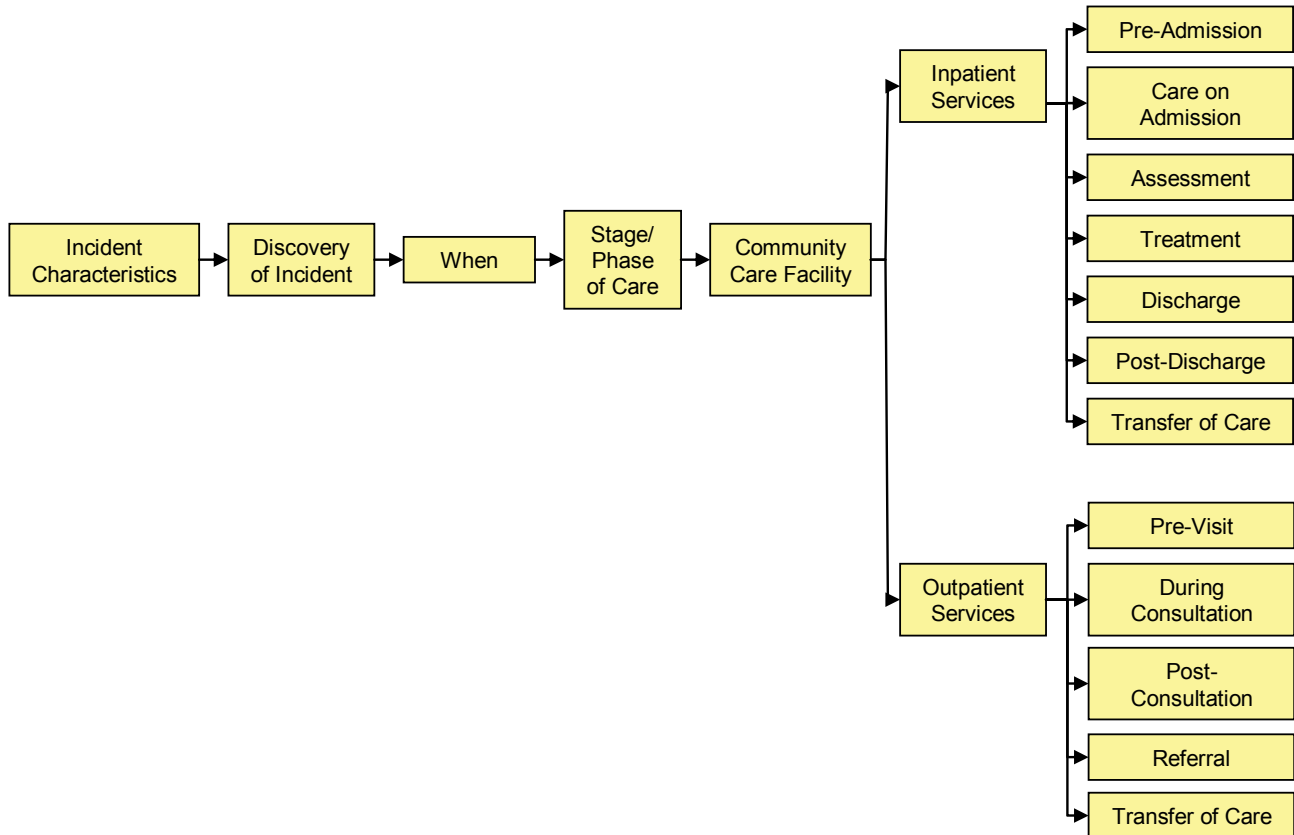 Incident
Characteristics
Discovery
of Incident
When
Stage/
Phase
of Care
Community
Care Facility
Inpatient
Services
Pre-Admission
Care on
Admission
Assessment
Treatment
Discharge
Post-Discharge
Transfer of Care
Outpatient
Services
Pre-Visit
During
Consultation
Post-
Consultation
Referral
Transfer of Care